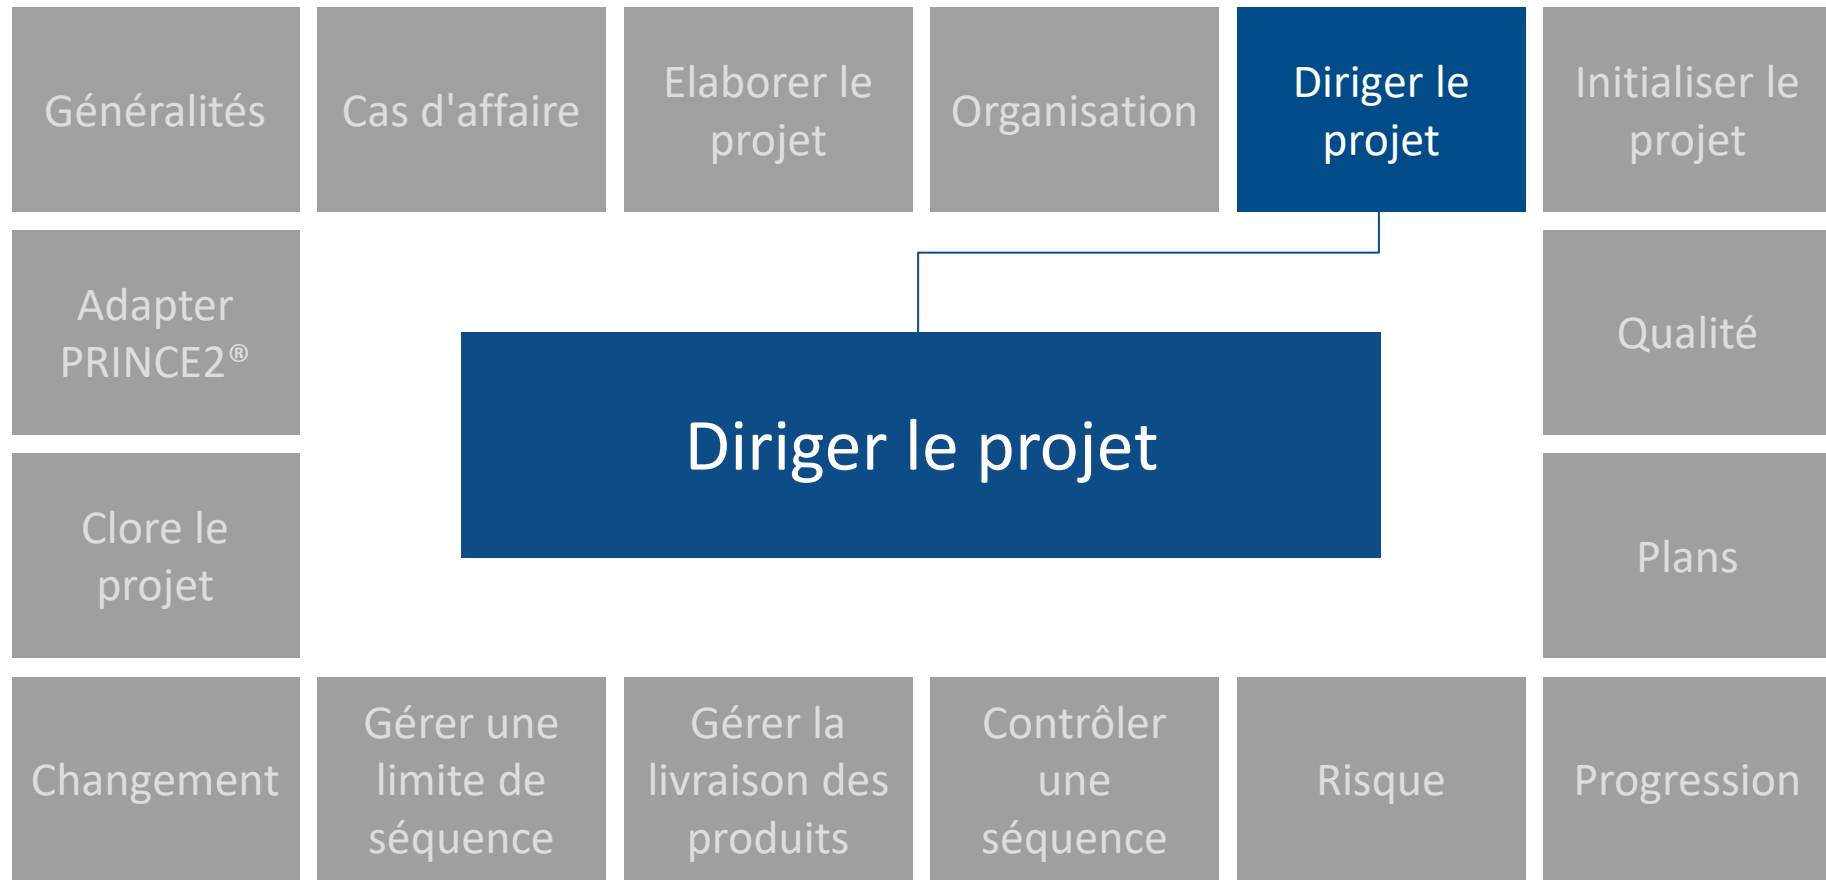 Généralités
Cas d'affaire
Elaborer le
projet
Organisation
Diriger le
projet
Initialiser le
projet
Adapter
PRINCE2®
Qualité
Diriger le projet
Clore le
projet
Plans
Changement
Gérer une
limite de
séquence
Gérer la
livraison des
produits
Contrôler
une
séquence
Risque
Progression